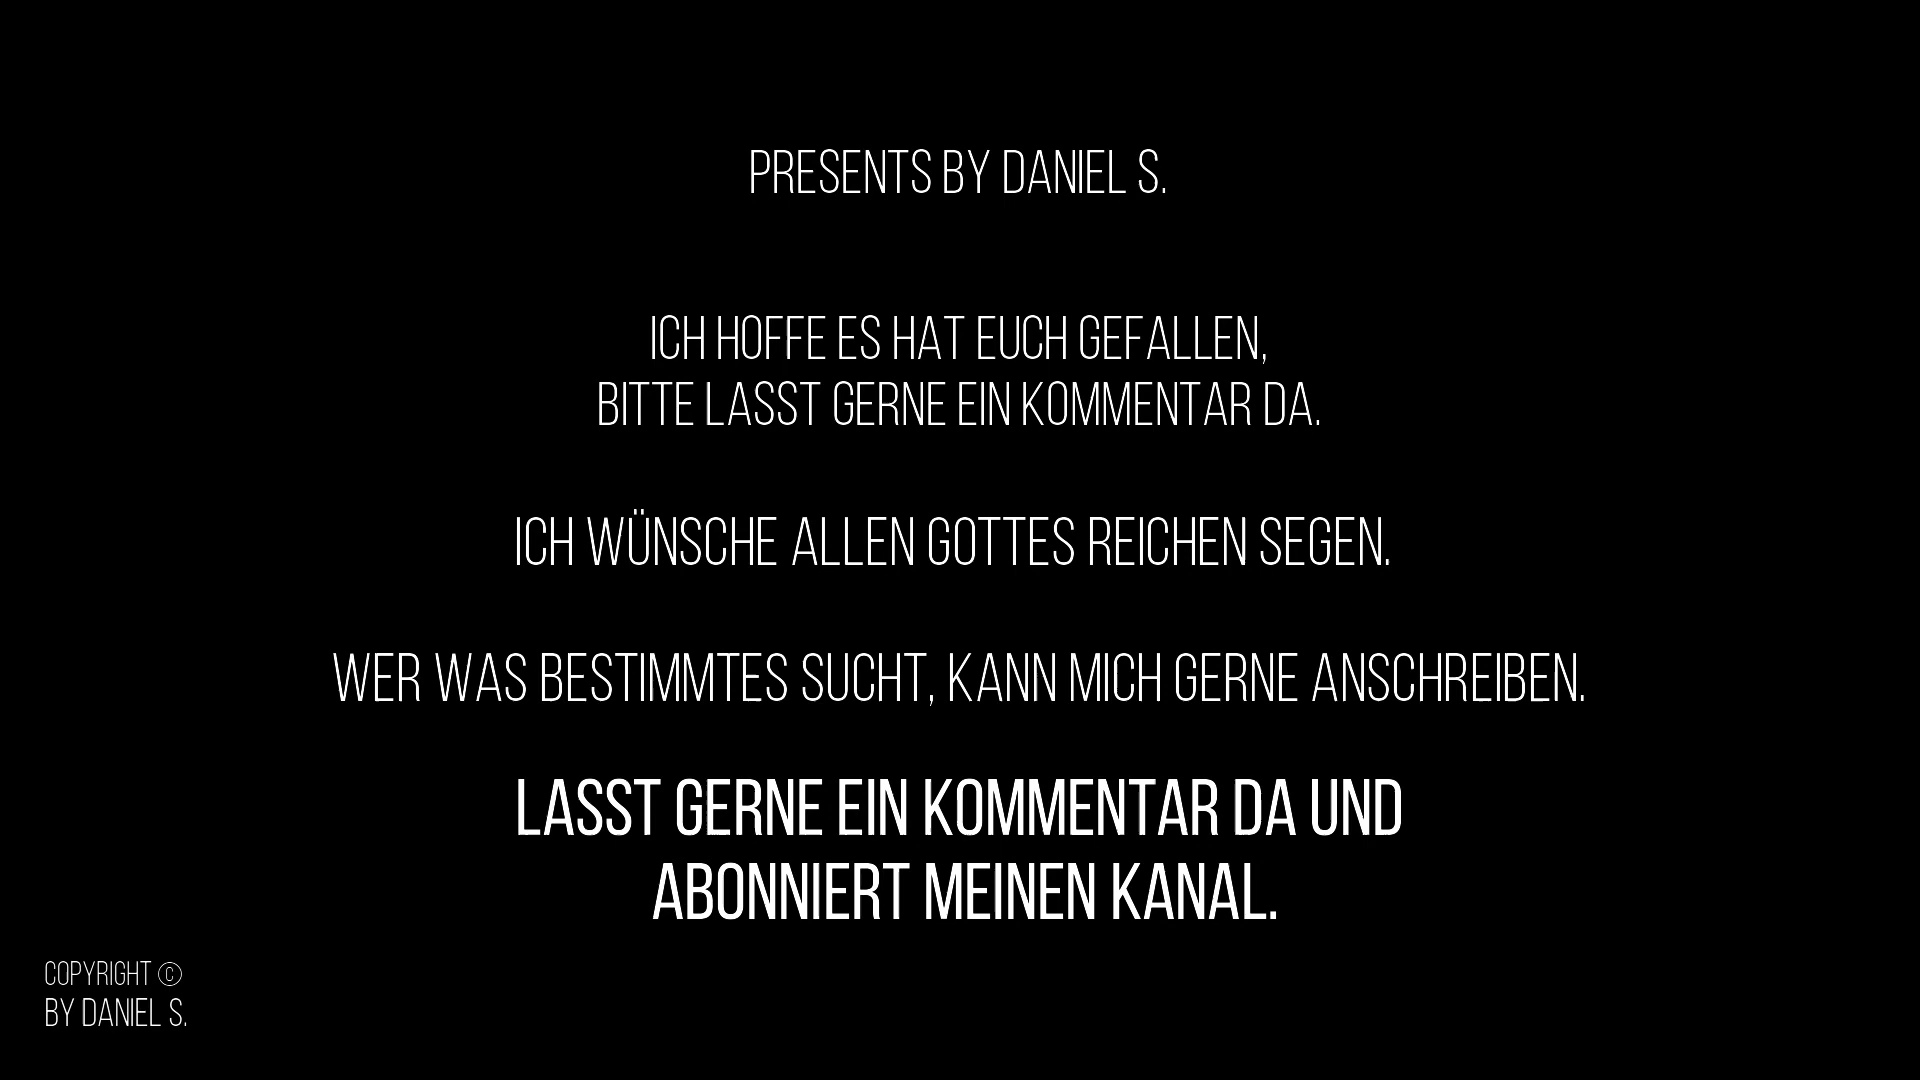 PRESENTS BY DANIEL S.
ICH HOFFE ES HAT EUCH GEFALLEN,
BITTE LASST GERNE EIN KOMMENTAR DA.
ICH WÜNSCHE ALLEN GOTTES REICHEN SEGEN.
WER WAS BESTIMMTES SUCHT, KANN MICH GERNE ANSCHREIBEN.
LASST GERNE EIN KOMMENTAR DA UND
ABONNIERT MEINEN KANAL.
COPYRIGHT ©
BY DANIEL S.